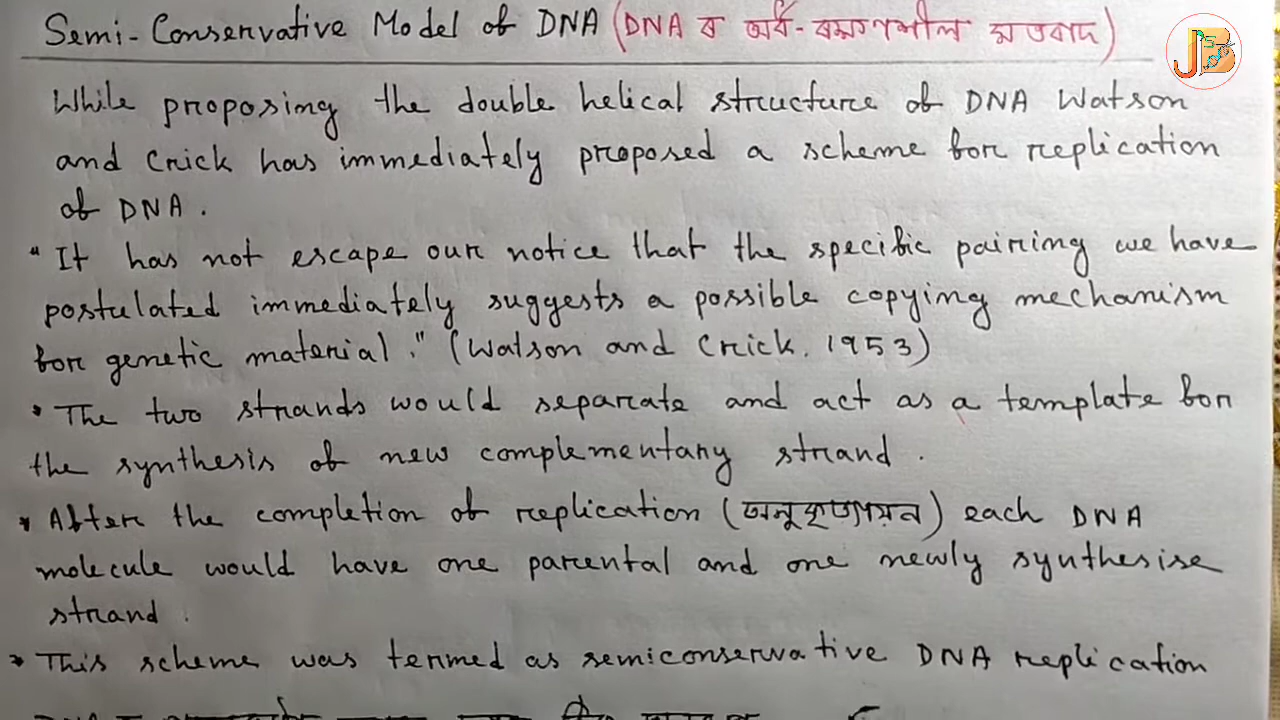 Semi-Conservative Model of DNA (DNA ৰ অৰ্ধ-ৰক্ষণশীল মতবাদ)
While proposing the double helical structure of DNA Watson
and Crick has immediately proposed a scheme for replication
of DNA.
"It has not escape our notice that the specific pairing we have
postulated immediately suggests a possible copying mechanism
for genetic material." (Watson and Crick. 1953)
• The two strands would separate and act as a template for
the synthesis of new complementary strand.
• After the completion of replication (অনুকৃত্যায়ন) each DNA
molecule would have one parental and one newly synthesise
strand.
• This scheme was termed as semiconservative DNA replication